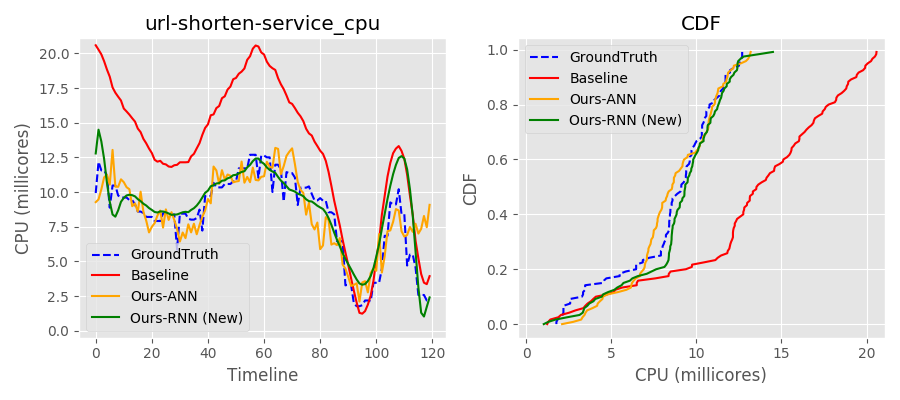 url-shorten-service_cpu
CPU (millicores)
20.0
17.5
15.0
12.5
10.0
7.5
5.0
2.5
0.0
GroundTruth
Baseline
Ours-ANN
Ours-RNN (New)
0 20 40 60 80 100 120
Timeline
CDF
CDF
1.0
0.8
0.6
0.4
0.2
0.0
GroundTruth
Baseline
Ours-ANN
Ours-RNN (New)
0 5 10 15 20
CPU (millicores)